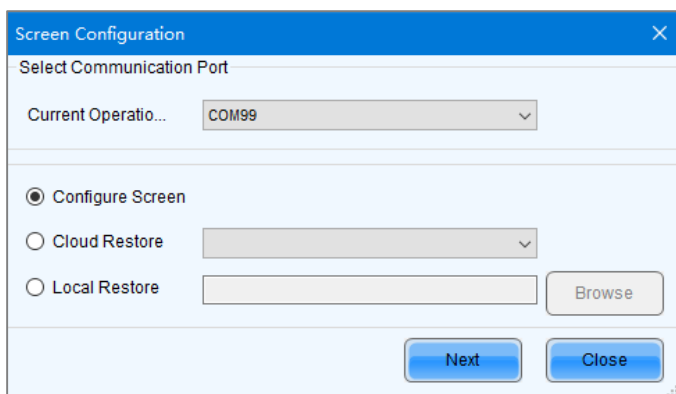 Screen Configuration
Select Communication Port
Current Operatio... COM99
Configure Screen
Cloud Restore
Local Restore Browse
Next Close